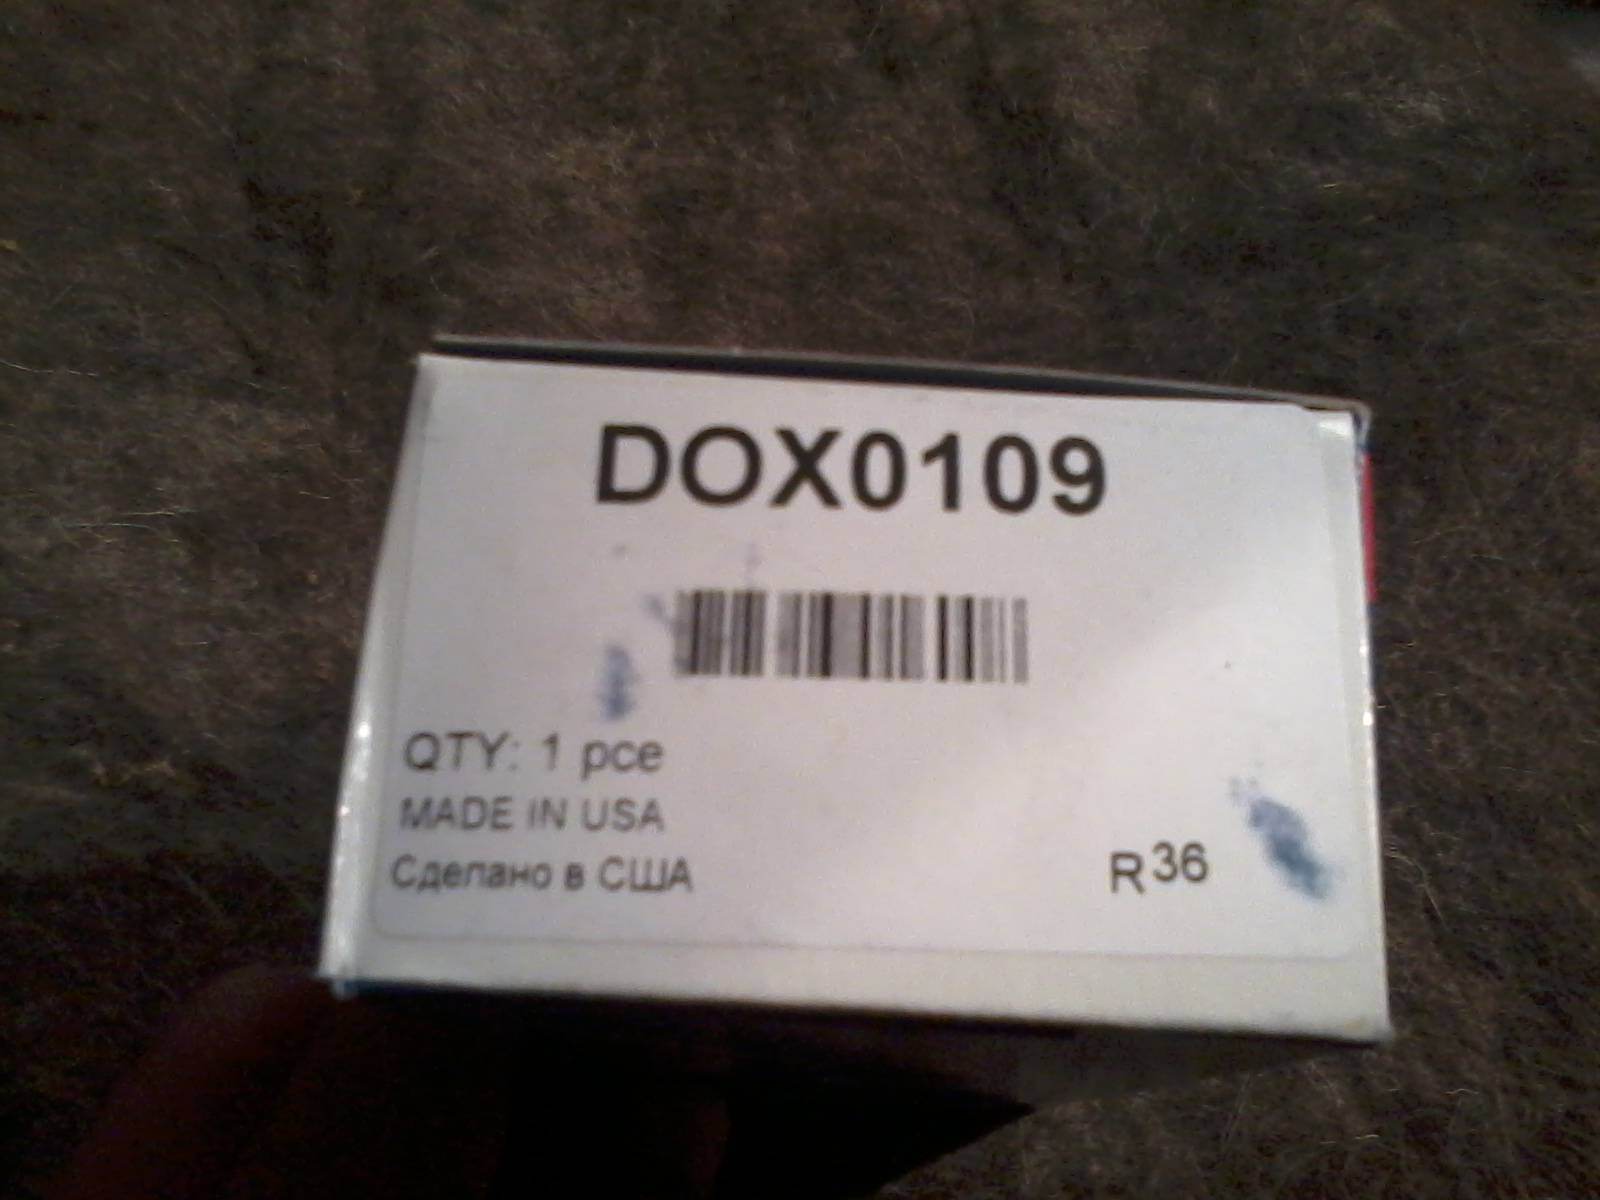 DOX0109
QTY: 1 pce
MADE IN USA
Сделано в США
R36